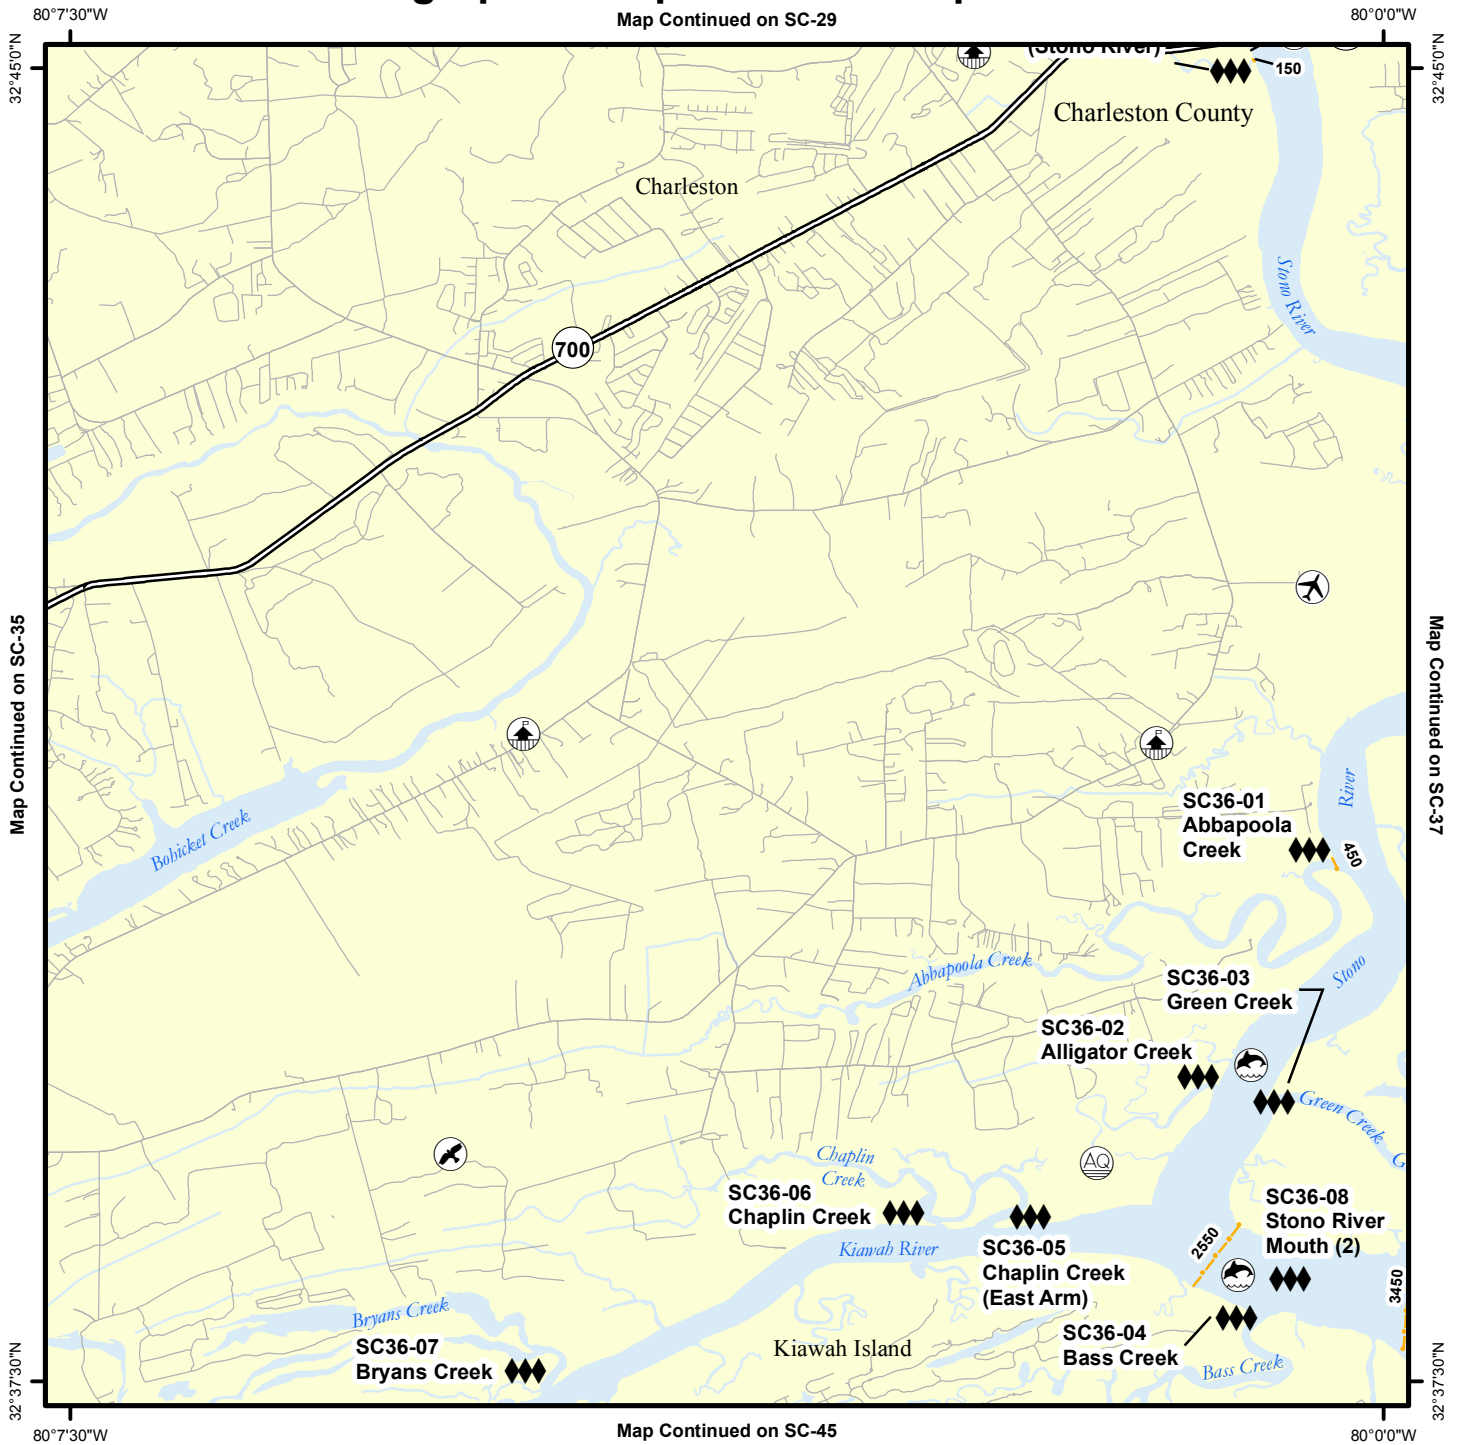 80°7'30"W
Map Continued on SC-29
80°0'0"W
32°45'0"N
32°45'0"N
(Stono River)
150
Charleston County
Charleston
Stono River
700
Map Continued on SC-35
Map Continued on SC-37
SC36-01
Abbapoola
Creek
River
450
Bohicket Creek
Abbapoola Creek
SC36-03
Green Creek
Stono
SC36-02
Alligator Creek
Green Creek
G
AQ
Chaplin
Creek
SC36-06
Chaplin Creek
SC36-08
Stono River
Mouth (2)
Kiawah River
SC36-05
Chaplin Creek
(East Arm)
2550
3450
Bryans Creek
SC36-07
Bryans Creek
Kiawah Island
SC36-04
Bass Creek
Bass Creek
32°37'30"N
32°37'30"N
80°7'30"W
Map Continued on SC-45
80°0'0"W